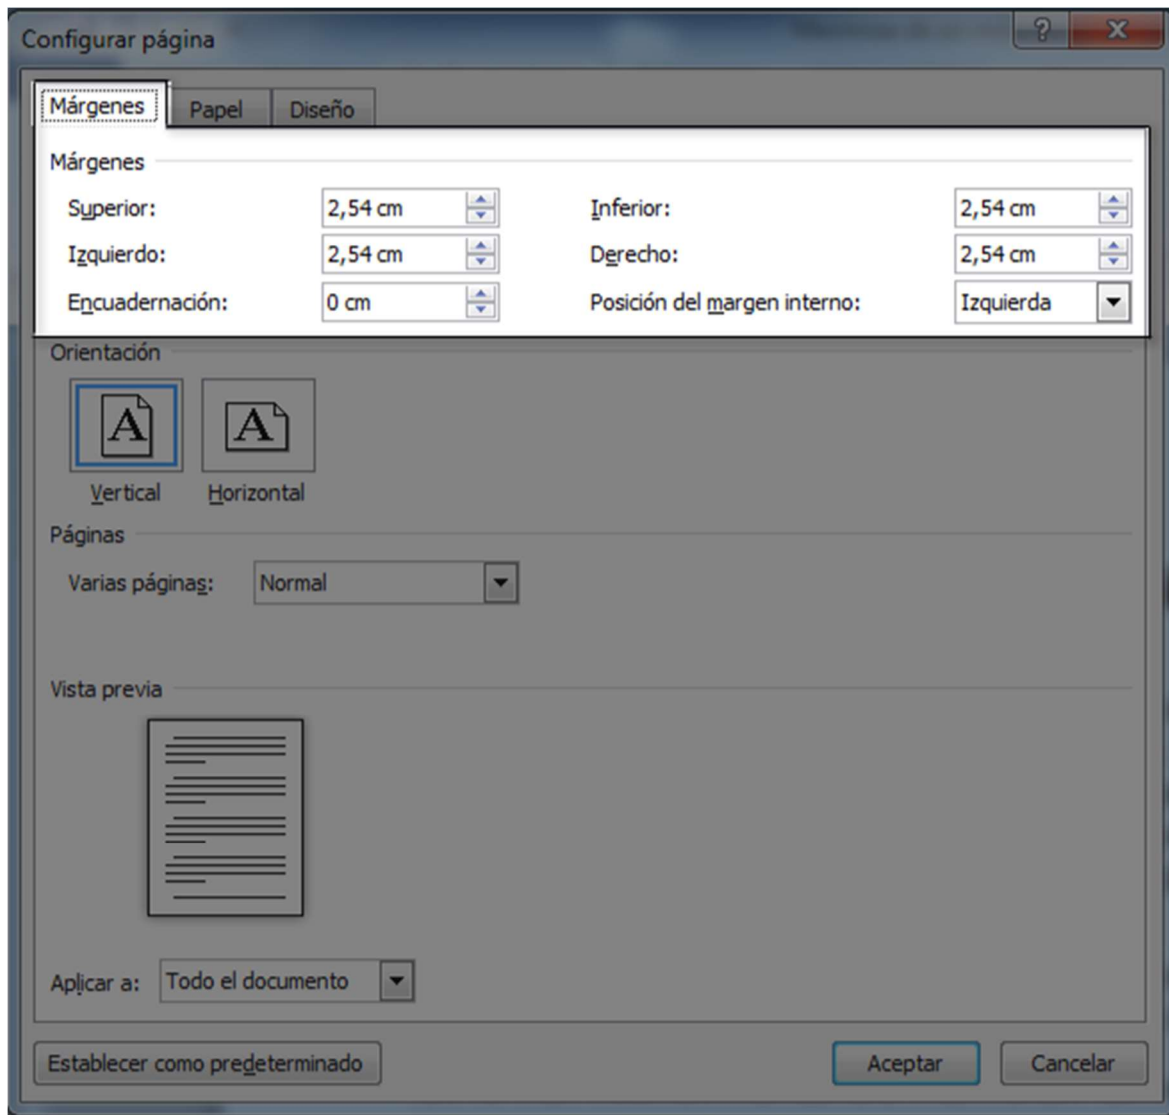 Configurar página
Márgenes Papel Diseño
Márgenes
Superior: 2,54 cm Inferior: 2,54 cm
Izquierdo: 2,54 cm Derecho: 2,54 cm
Encuadernación: 0 cm Posición del margen interno: Izquierda
Orientación
A A
Vertical Horizontal
Páginas
Varias páginas: Normal
Vista previa
Aplicar a: Todo el documento
Establecer como predeterminado Aceptar Cancelar